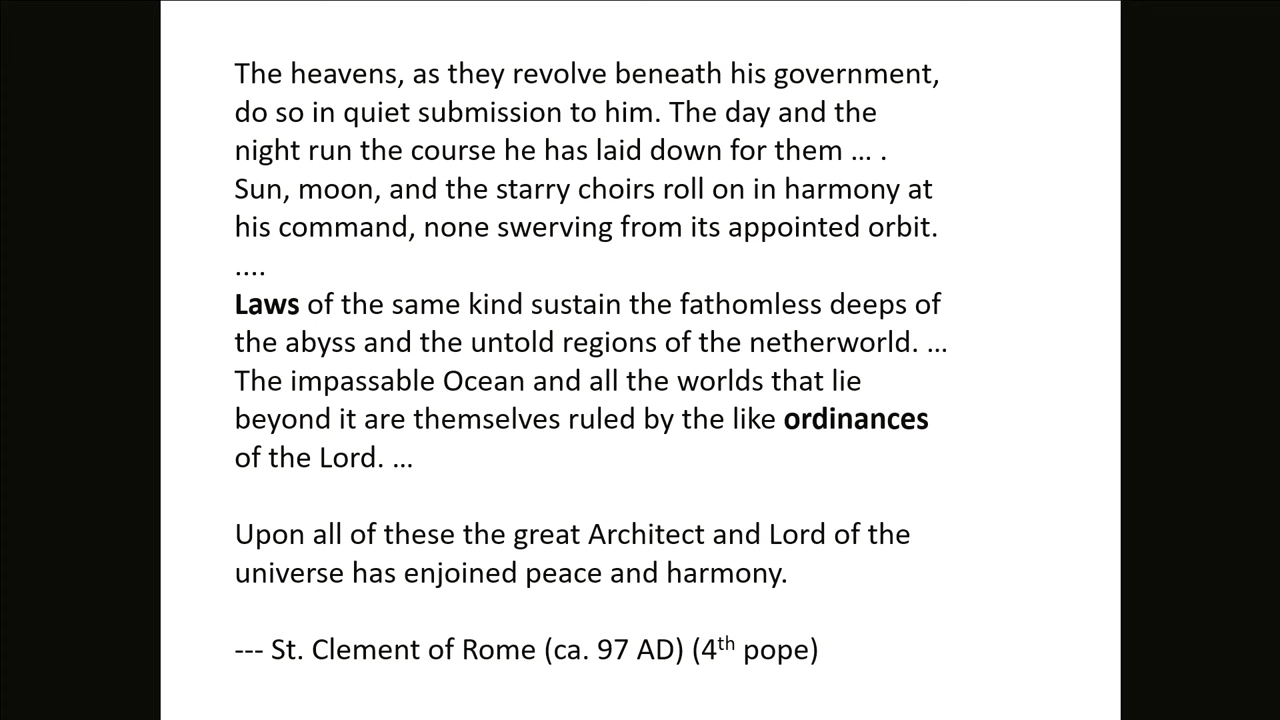 The heavens, as they revolve beneath his government,
do so in quiet submission to him. The day and the
night run the course he has laid down for them … .
Sun, moon, and the starry choirs roll on in harmony at
his command, none swerving from its appointed orbit.
....
Laws of the same kind sustain the fathomless deeps of
the abyss and the untold regions of the netherworld. …
The impassable Ocean and all the worlds that lie
beyond it are themselves ruled by the like ordinances
of the Lord. …
Upon all of these the great Architect and Lord of the
universe has enjoined peace and harmony.
--- St. Clement of Rome (ca. 97 AD) (4th pope)